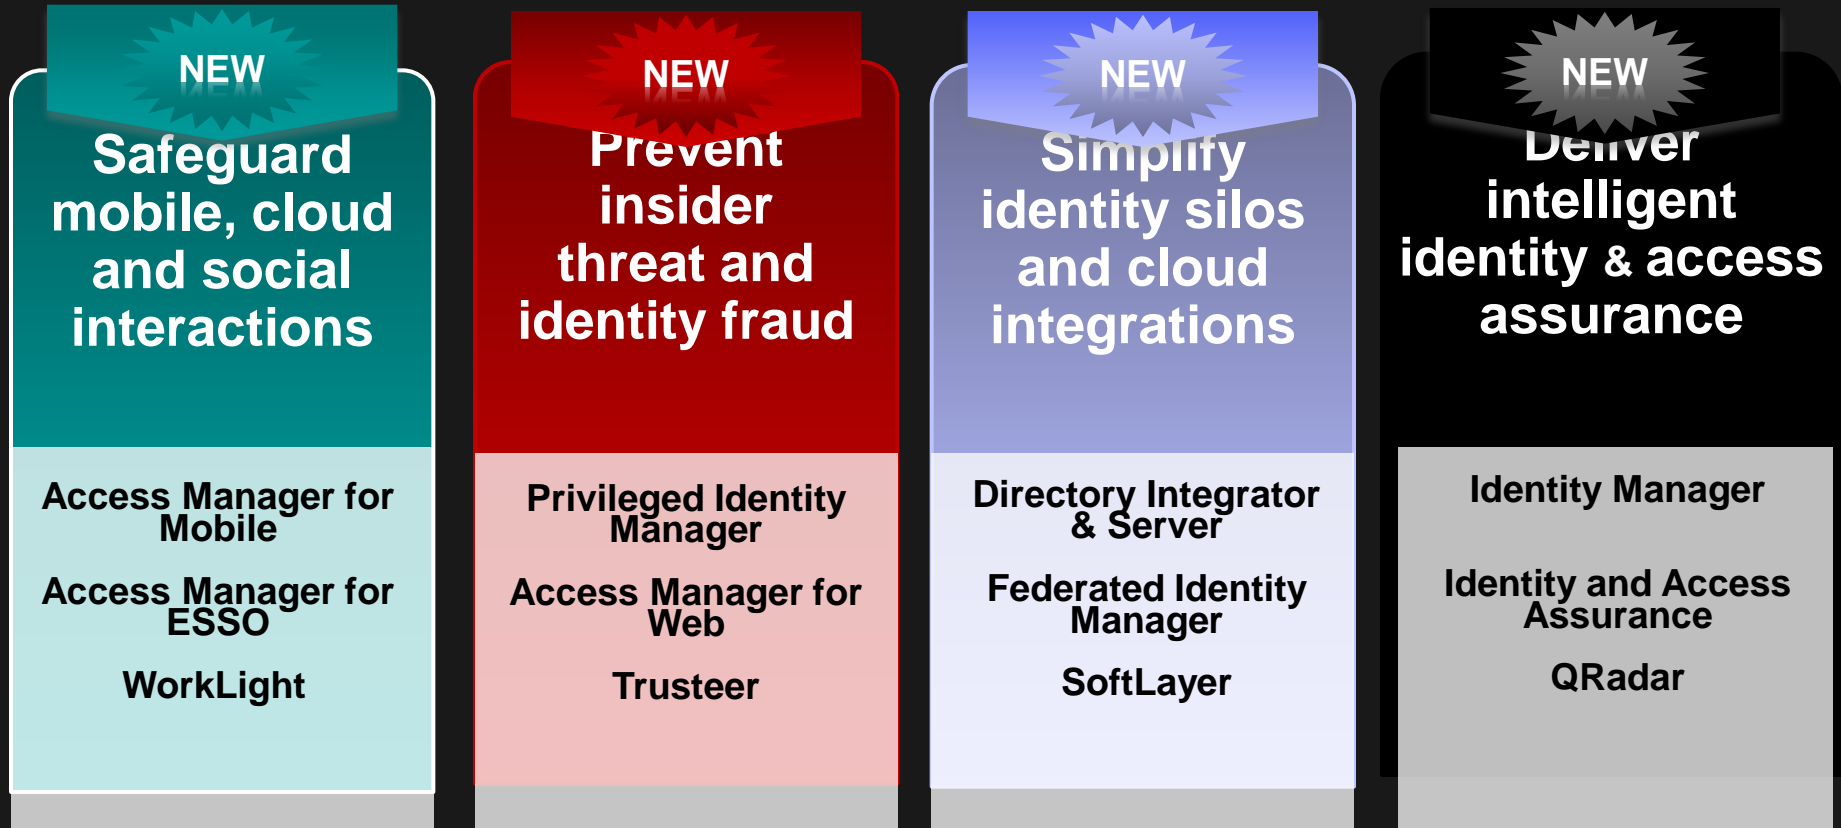 NEW
Safeguard
mobile, cloud
and social
interactions
Access Manager for
Mobile
Access Manager for
ESSO
WorkLight
NEW
Prevent
insider
threat and
identity fraud
Privileged Identity
Manager
Access Manager for
Web
Trusteer
NEW
Simplify
identity silos
and cloud
integrations
Directory Integrator
& Server
Federated Identity
Manager
SoftLayer
NEW
Deliver
intelligent
identity & access
assurance
Identity Manager
Identity and Access
Assurance
QRadar